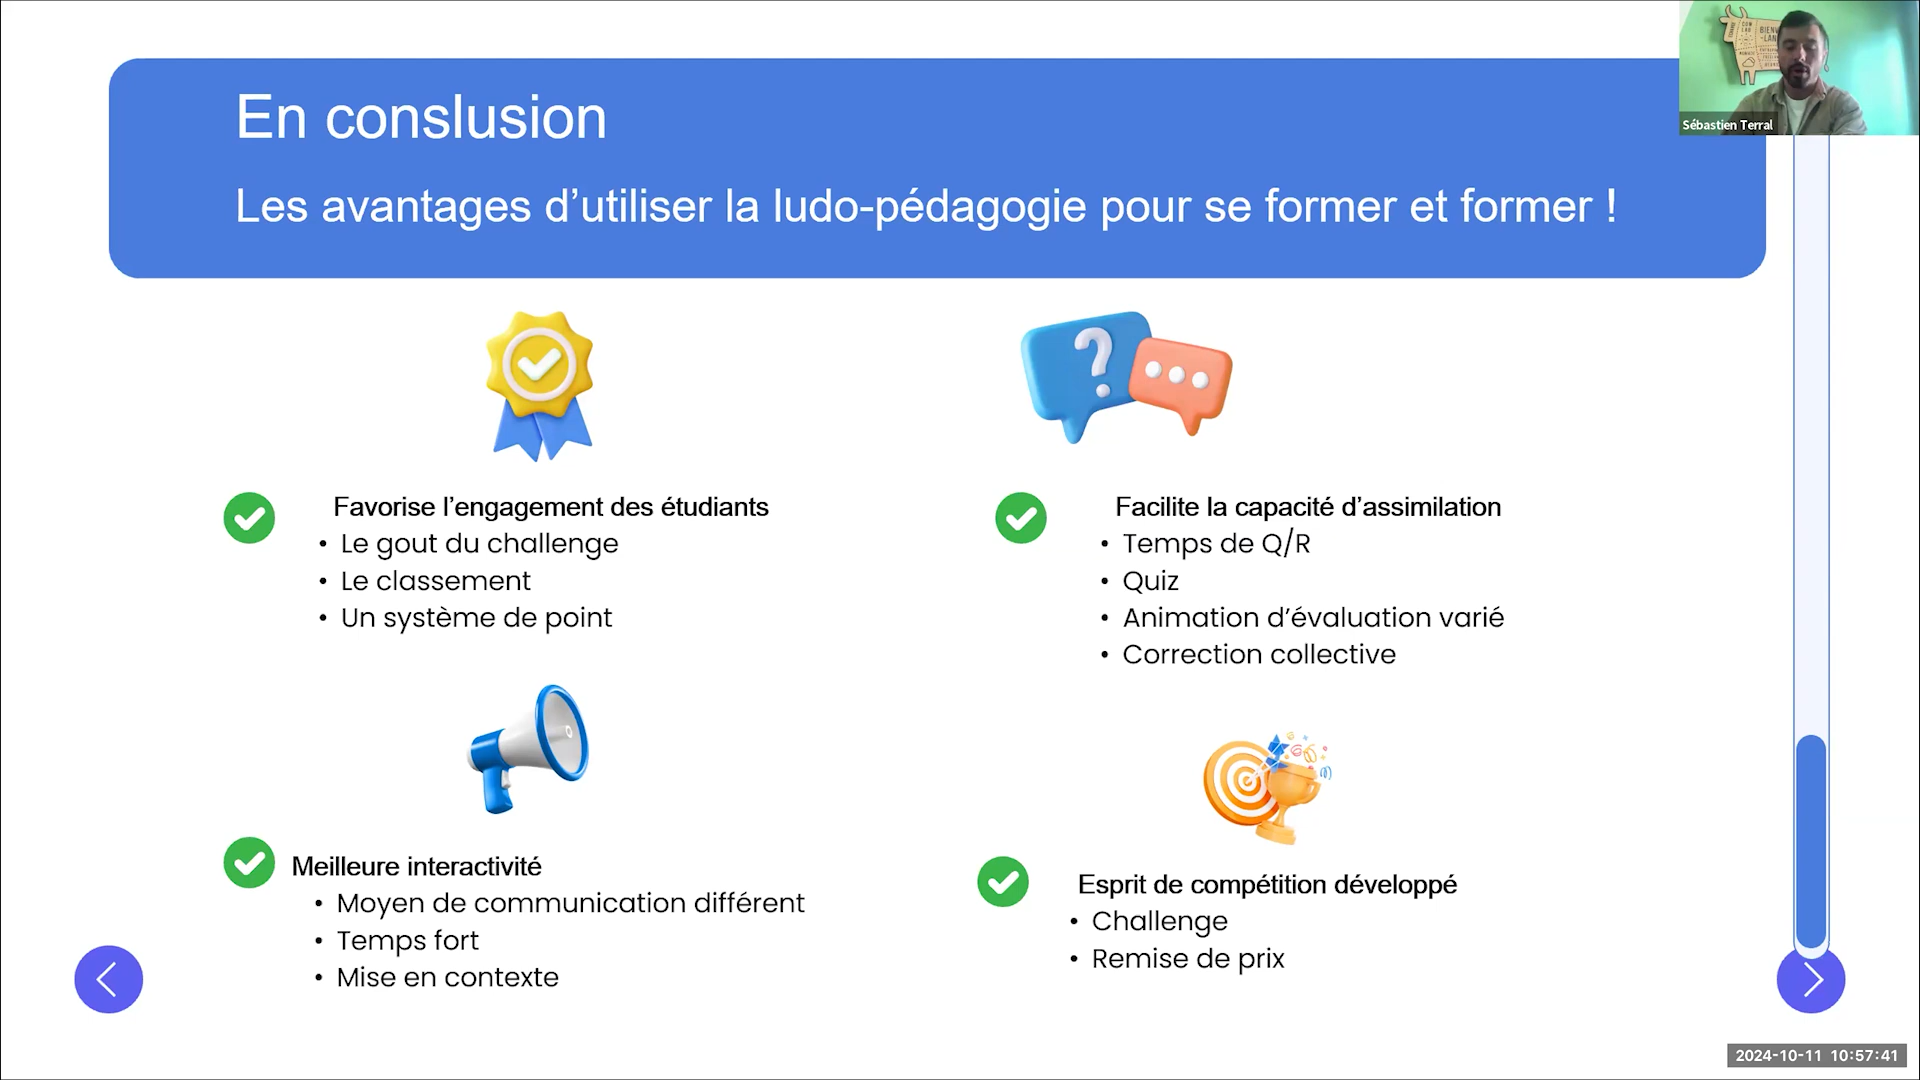 En conslusion
Les avantages d’utiliser la ludo-pédagogie pour se former et former !
Sébastien Terral
Favorise l’engagement des étudiants
• Le gout du challenge
• Le classement
• Un système de point
Facilite la capacité d’assimilation
• Temps de Q/R
• Quiz
• Animation d’évaluation varié
• Correction collective
Meilleure interactivité
• Moyen de communication différent
• Temps fort
• Mise en contexte
Esprit de compétition développé
• Challenge
• Remise de prix
2024-10-11 10:57:41